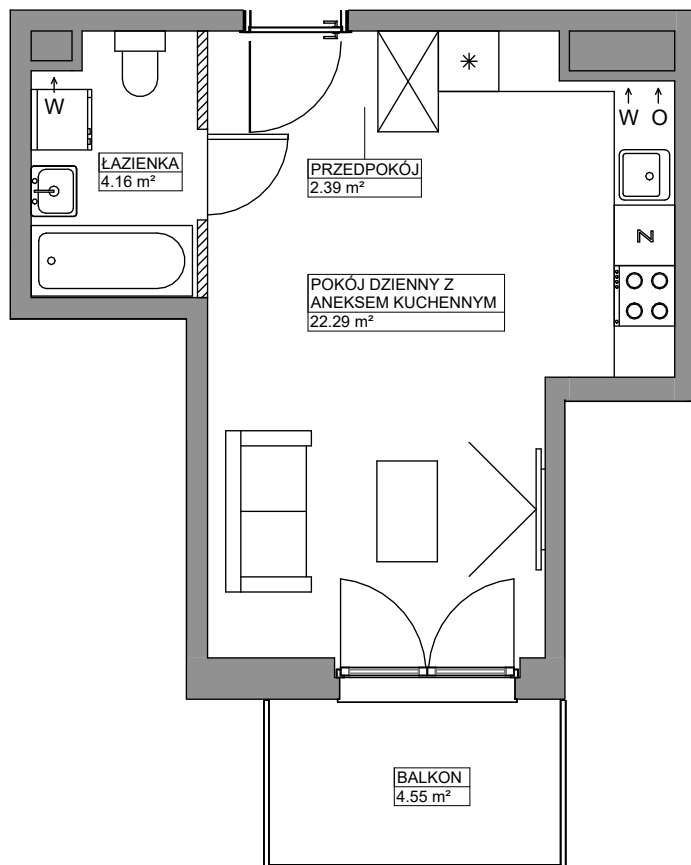 W
W O
ŁAZIENKA
4.16 m²
PRZEDPOKÓJ
2.39 m²
N
POKÓJ DZIENNY Z
ANEKSEM KUCHENNYM
22.29 m²
BALKON
4.55 m²